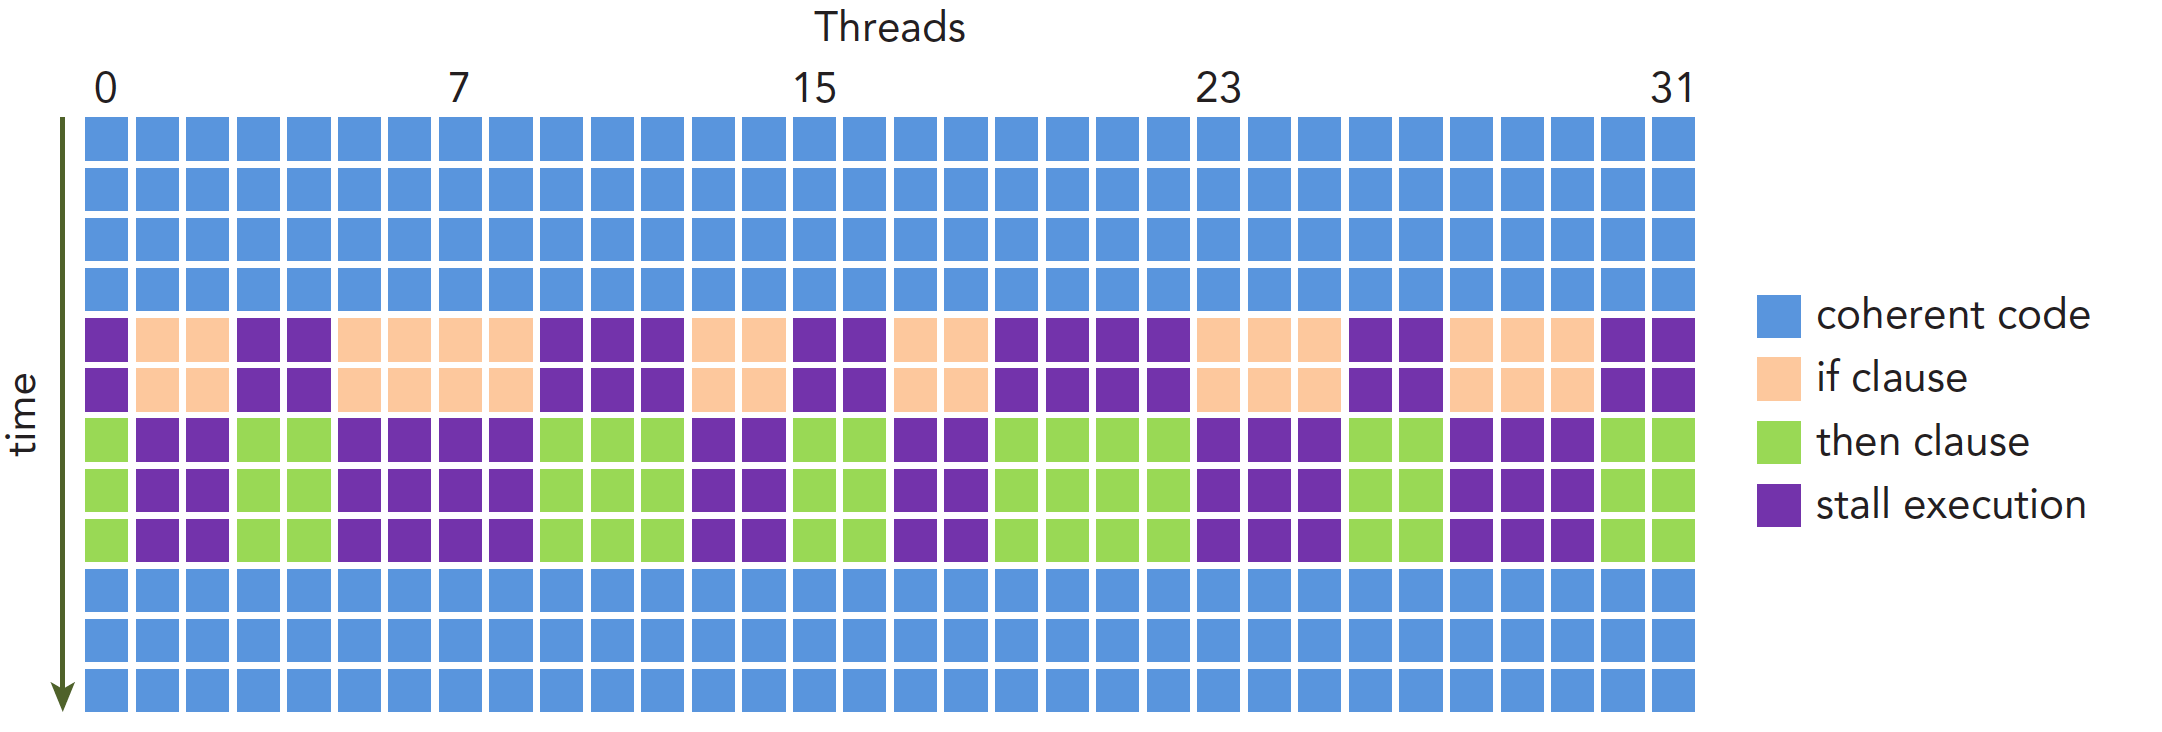 Threads
0 7 15 23 31
time
coherent code
if clause
then clause
stall execution